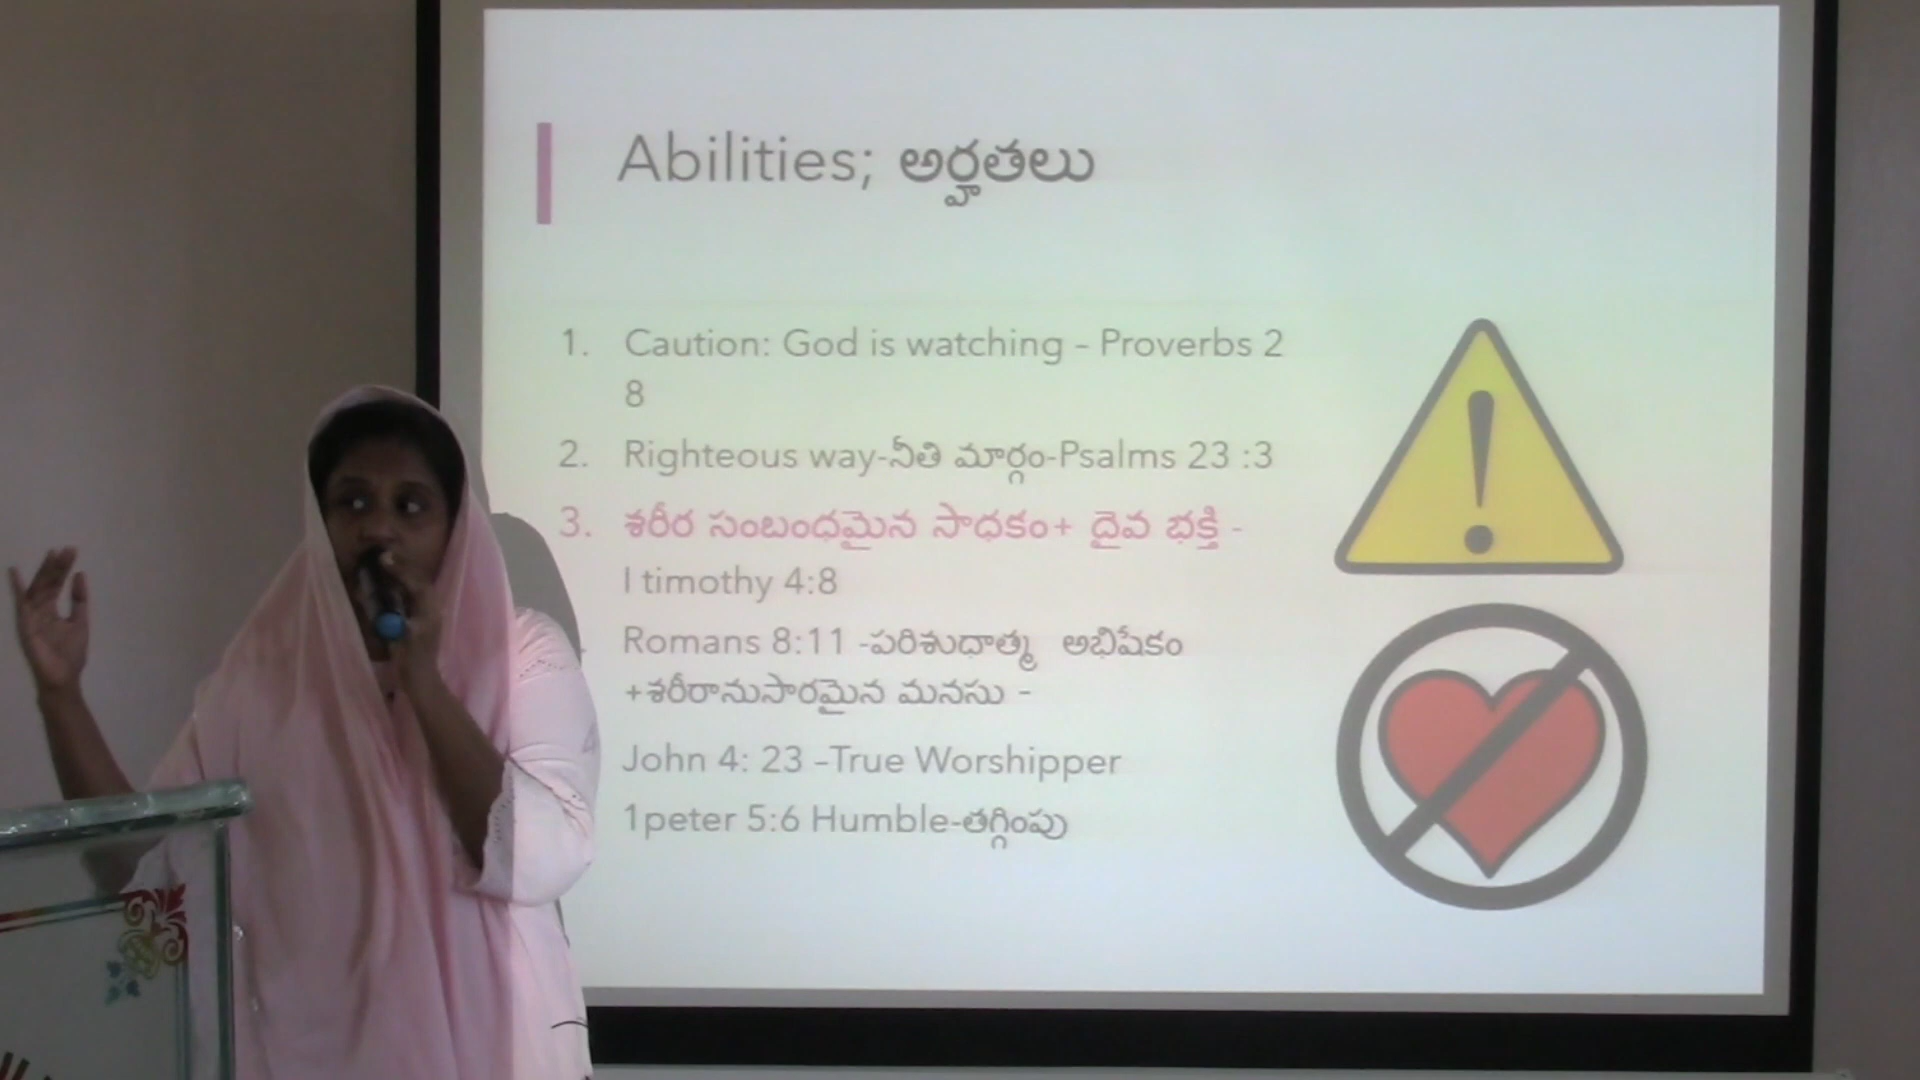 Abilities; అర్హతలు
1. Caution: God is watching – Proverbs 2
8
2. Righteous way-నీతి మార్గం-Psalms 23 :3
3. శరీర సంబంధమైన సాధకం+ దైవ భక్తి -
I timothy 4:8
Romans 8:11 -పరిశుధాత్మ అభిషేకం
+శరీరానుసారమైన మనసు -
John 4: 23 –True Worshipper
1peter 5:6 Humble-తగ్గింపు